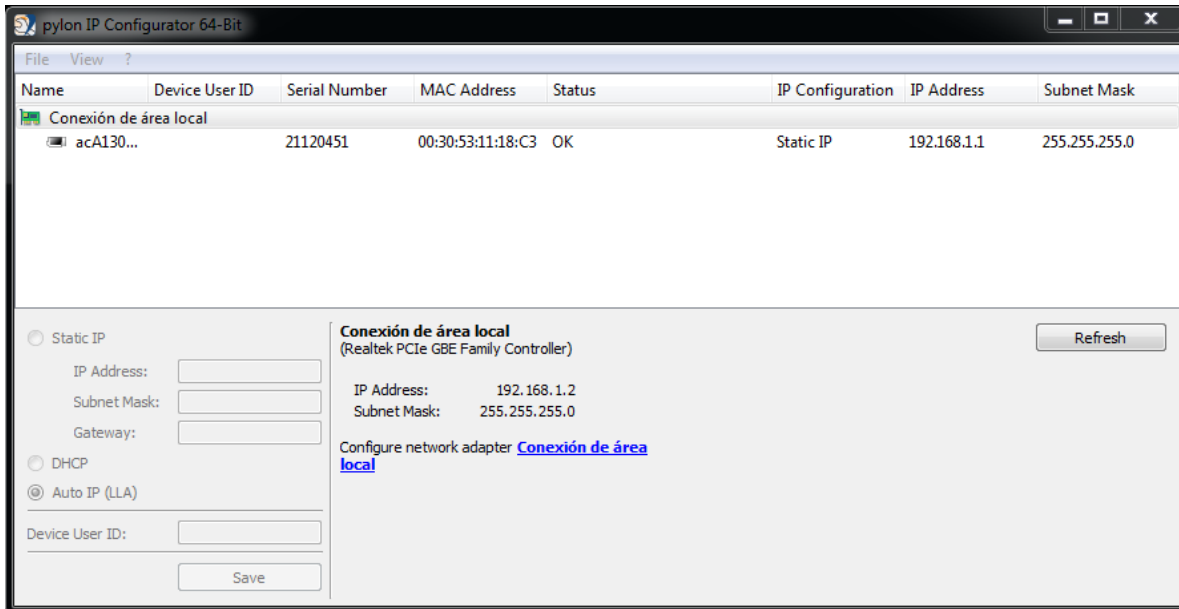 pylon IP Configurator 64-Bit
File View ?
Name Device User ID Serial Number MAC Address Status IP Configuration IP Address Subnet Mask
Conexión de área local
acA130... 21120451 00:30:53:11:18:C3 OK Static IP 192.168.1.1 255.255.255.0
Static IP
IP Address:
Subnet Mask:
Gateway:
DHCP
Auto IP (LLA)
Device User ID:
Save
Conexión de área local
(Realtek PCIe GBE Family Controller)
IP Address: 192.168.1.2
Subnet Mask: 255.255.255.0
Configure network adapter Conexión de área
local
Refresh